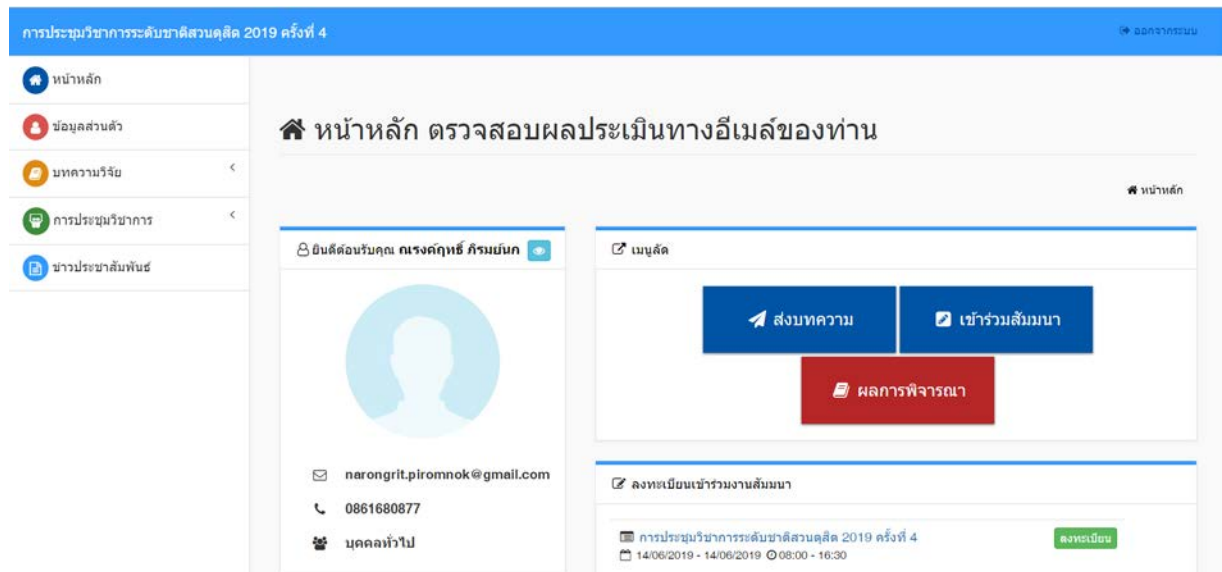 การประชุมวิชาการระดับชาติสวนดุสิต 2019 ครั้งที่ 4
ออกจากระบบ
หน้าหลัก
ข้อมูลส่วนตัว
บทความวิจัย
การประชุมวิชาการ
ข่าวประชาสัมพันธ์
หน้าหลัก ตรวจสอบผลประเมินทางอีเมล์ของท่าน
หน้าหลัก
ยินดีต้อนรับคุณ ณรงค์ฤทธิ์ ภิรมย์นก
narongrit.piromnok@gmail.com
0861680877
บุคคลทั่วไป
เมนูลัด
ส่งบทความ
เข้าร่วมสัมมนา
ผลการพิจารณา
ลงทะเบียนเข้าร่วมงานสัมมนา
การประชุมวิชาการระดับชาติสวนดุสิต 2019 ครั้งที่ 4
14/06/2019 - 14/06/2019 08:00 - 16:30
ลงทะเบียน